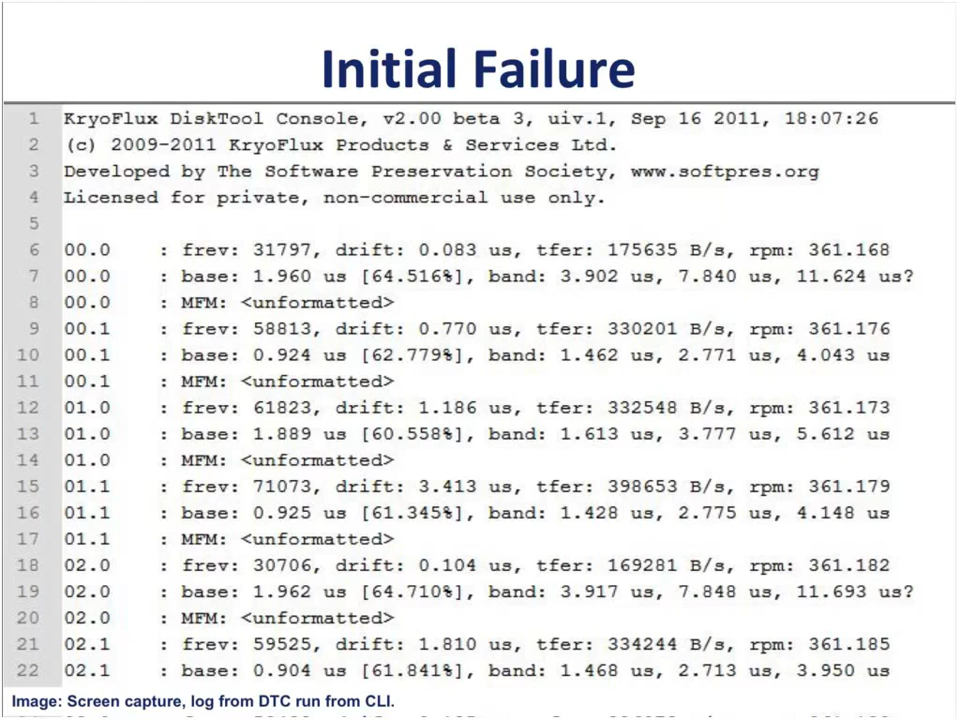 Initial Failure
1 KryoFlux DiskTool Console, v2.00 beta 3, uiv.1, Sep 16 2011, 18:07:26
2 (c) 2009-2011 KryoFlux Products & Services Ltd.
3 Developed by The Software Preservation Society, www.softpres.org
4 Licensed for private, non-commercial use only.
5
6 00.0 : frev: 31797, drift: 0.083 us, tfer: 175635 B/s, rpm: 361.168
7 00.0 : base: 1.960 us [64.516%], band: 3.902 us, 7.840 us, 11.624 us?
8 00.0 : MFM: <unformatted>
9 00.1 : frev: 58813, drift: 0.770 us, tfer: 330201 B/s, rpm: 361.176
10 00.1 : base: 0.924 us [62.779%], band: 1.462 us, 2.771 us, 4.043 us
11 00.1 : MFM: <unformatted>
12 01.0 : frev: 61823, drift: 1.186 us, tfer: 332548 B/s, rpm: 361.173
13 01.0 : base: 1.889 us [60.558%], band: 1.613 us, 3.777 us, 5.612 us
14 01.0 : MFM: <unformatted>
15 01.1 : frev: 71073, drift: 3.413 us, tfer: 398653 B/s, rpm: 361.179
16 01.1 : base: 0.925 us [61.345%], band: 1.428 us, 2.775 us, 4.148 us
17 01.1 : MFM: <unformatted>
18 02.0 : frev: 30706, drift: 0.104 us, tfer: 169281 B/s, rpm: 361.182
19 02.0 : base: 1.962 us [64.710%], band: 3.917 us, 7.848 us, 11.693 us?
20 02.0 : MFM: <unformatted>
21 02.1 : frev: 59525, drift: 1.810 us, tfer: 334244 B/s, rpm: 361.185
22 02.1 : base: 0.904 us [61.841%], band: 1.468 us, 2.713 us, 3.950 us
Image: Screen capture, log from DTC run from CLI.